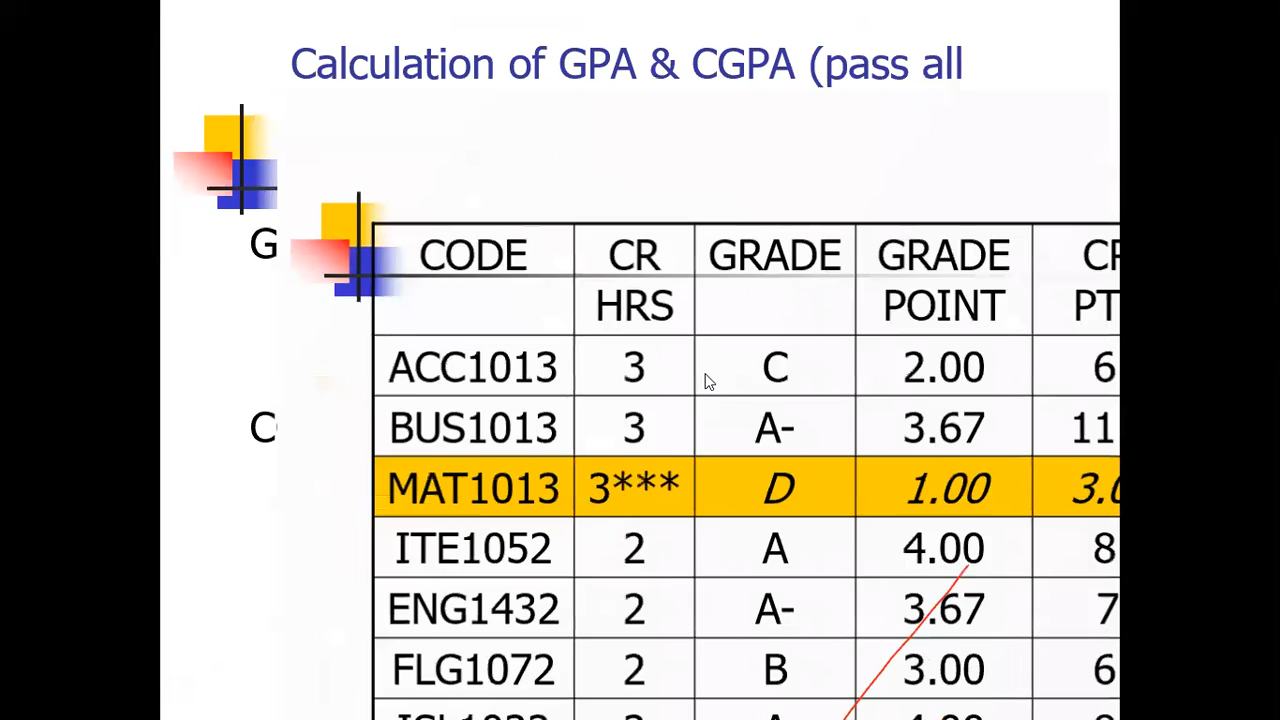 Calculation of GPA & CGPA (pass all
G
C
CODE CR HRS GRADE GRADE POINT
ACC1013 3 C 2.00 6
BUS1013 3 A- 3.67 11
MAT1013 3*** D 1.00 3.0
ITE1052 2 A 4.00 8
ENG1432 2 A- 3.67 7
FLG1072 2 B 3.00 6